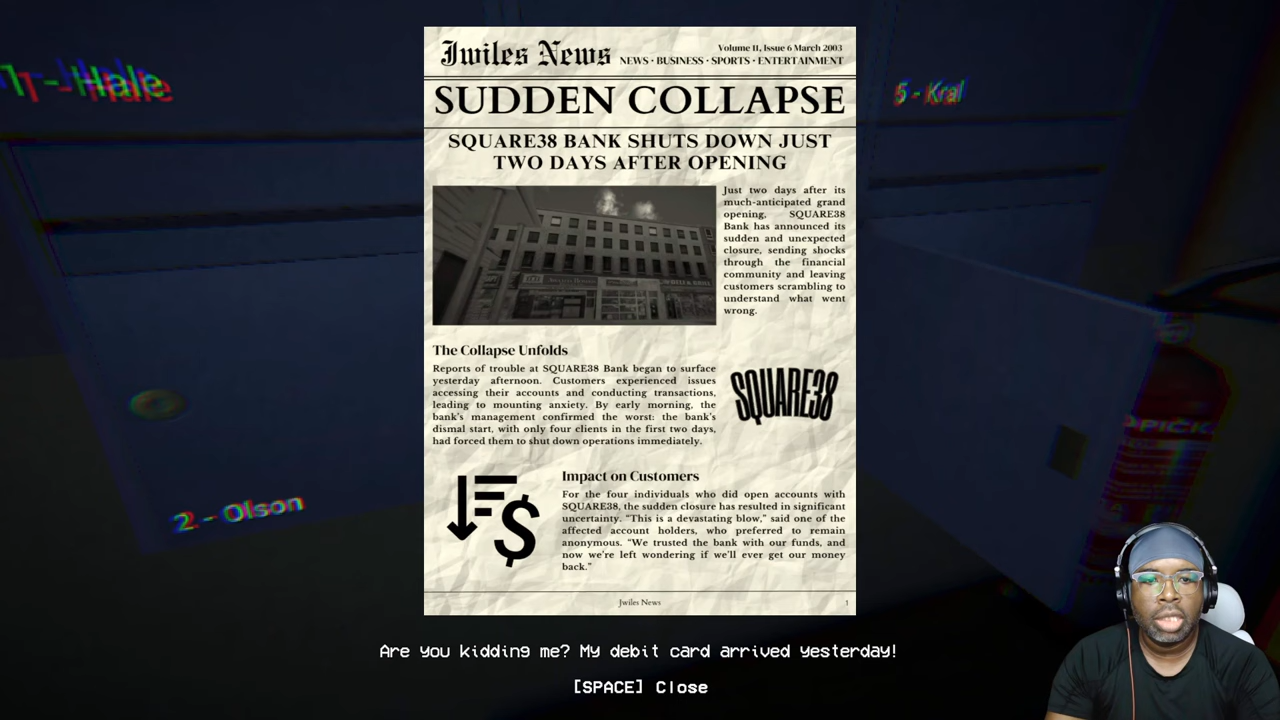 Jwiles News
Volume II, Issue 6 March 2003
NEWS · BUSINESS · SPORTS · ENTERTAINMENT
SUDDEN COLLAPSE
SQUARE38 BANK SHUTS DOWN JUST
TWO DAYS AFTER OPENING
Just two days after its
much-anticipated grand
opening, SQUARE38
Bank has announced its
sudden and unexpected
closure, sending shocks
through the financial
community and leaving
customers scrambling to
understand what went
wrong.
The Collapse Unfolds
Reports of trouble at SQUARE38 Bank began to surface
yesterday afternoon. Customers experienced issues
accessing their accounts and conducting transactions,
leading to mounting anxiety. By early morning, the
bank's management confirmed the worst: the bank's
dismal start, with only four clients in the first two days,
had forced them to shut down operations immediately.
SQUARE38
$
Impact on Customers
For the four individuals who did open accounts with
SQUARE38, the sudden closure has resulted in significant
uncertainty. “This is a devastating blow,” said one of the
affected account holders, who preferred to remain
anonymous. “We trusted the bank with our funds, and
now we're left wondering if we'll ever get our money
back.”
Jwiles News
1
1 - Hale
5 - Kral
2 - Olson
Are you kidding me? My debit card arrived yesterday!
[SPACE] Close